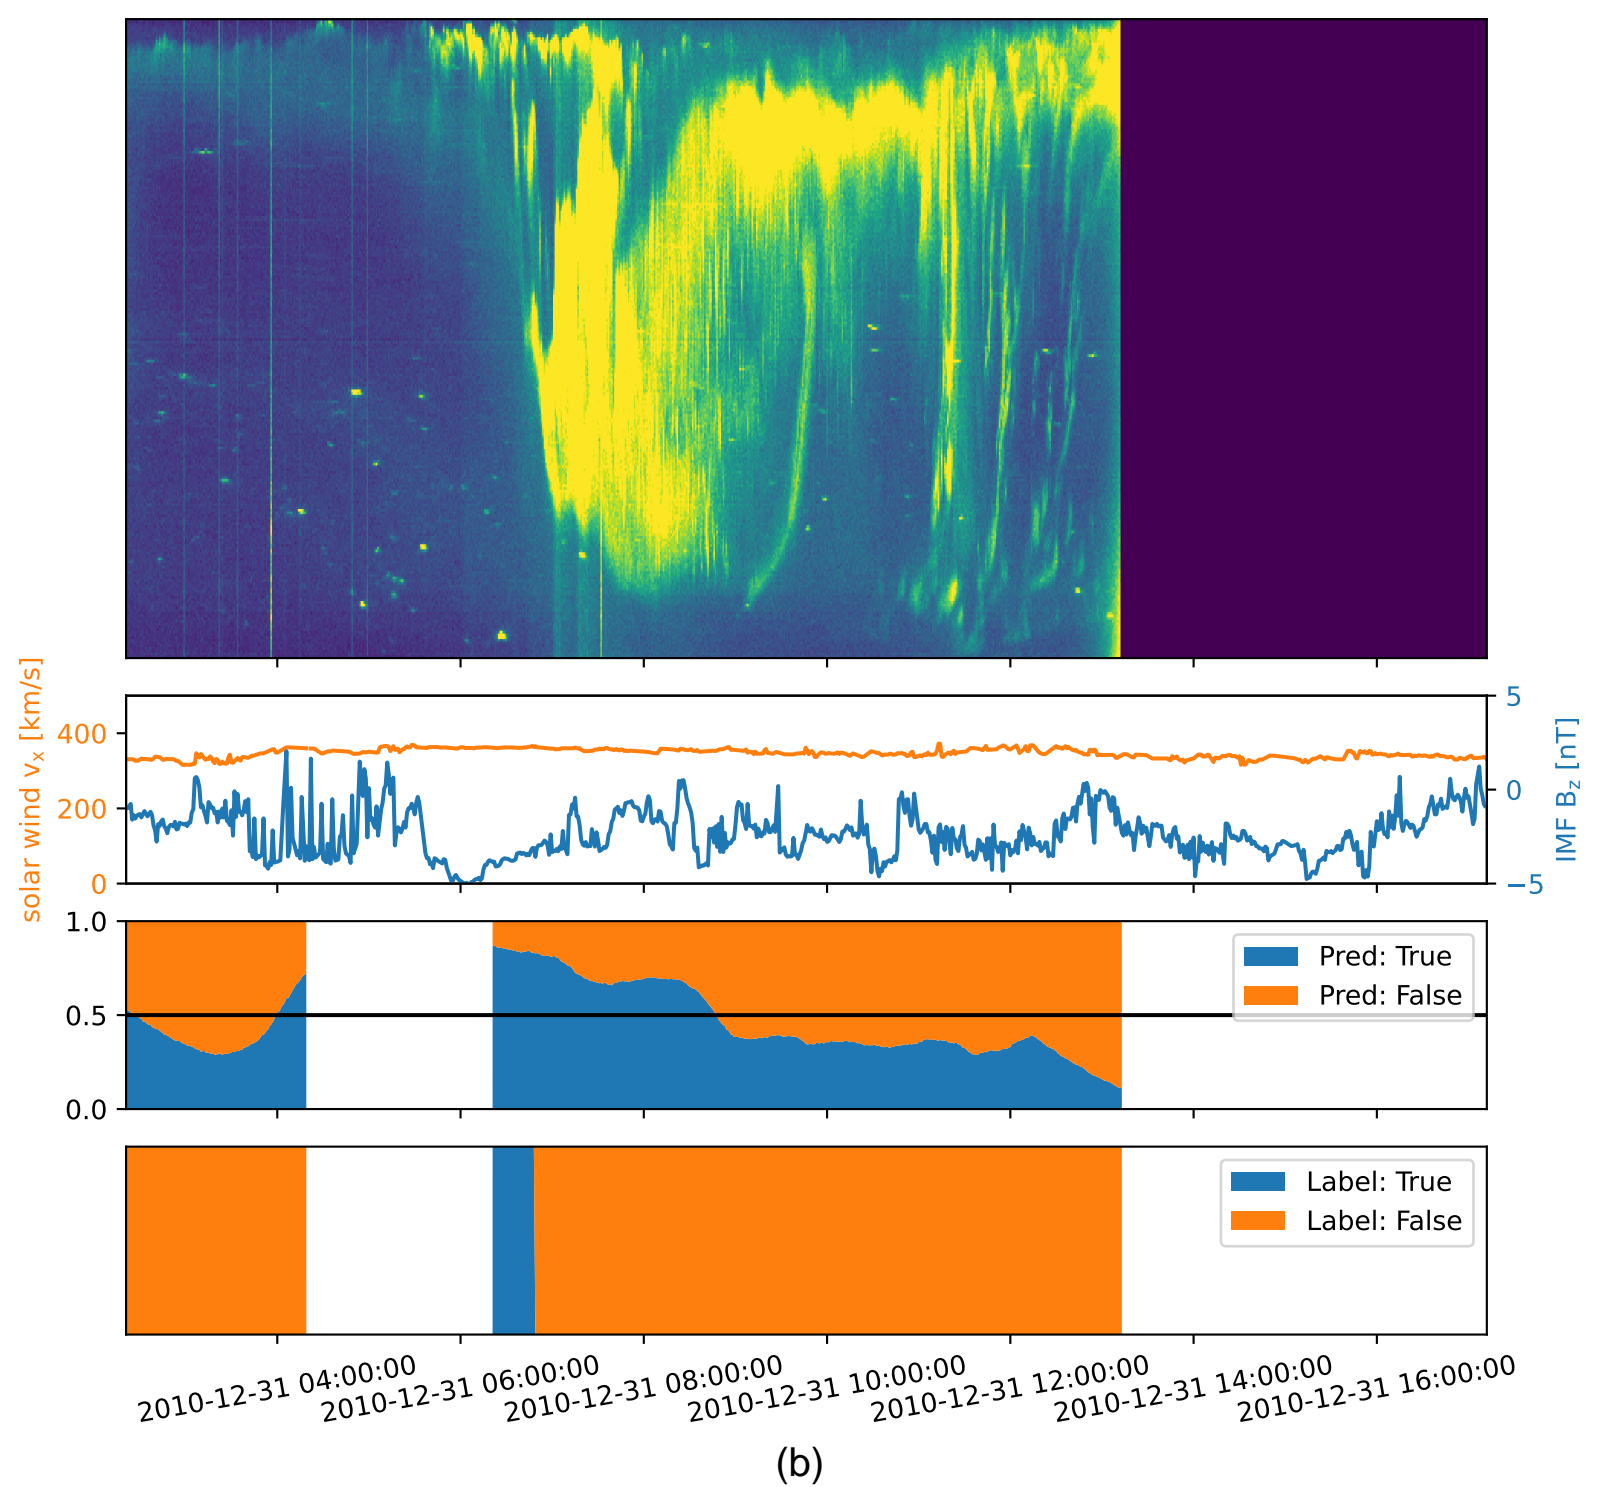 solar wind vx [km/s]
400
200
0
5
0
−5
IMF Bz [nT]
1.0
0.5
0.0
Pred: True
Pred: False
Label: True
Label: False
2010-12-31 04:00:00
2010-12-31 06:00:00
2010-12-31 08:00:00
2010-12-31 10:00:00
2010-12-31 12:00:00
2010-12-31 14:00:00
2010-12-31 16:00:00
(b)